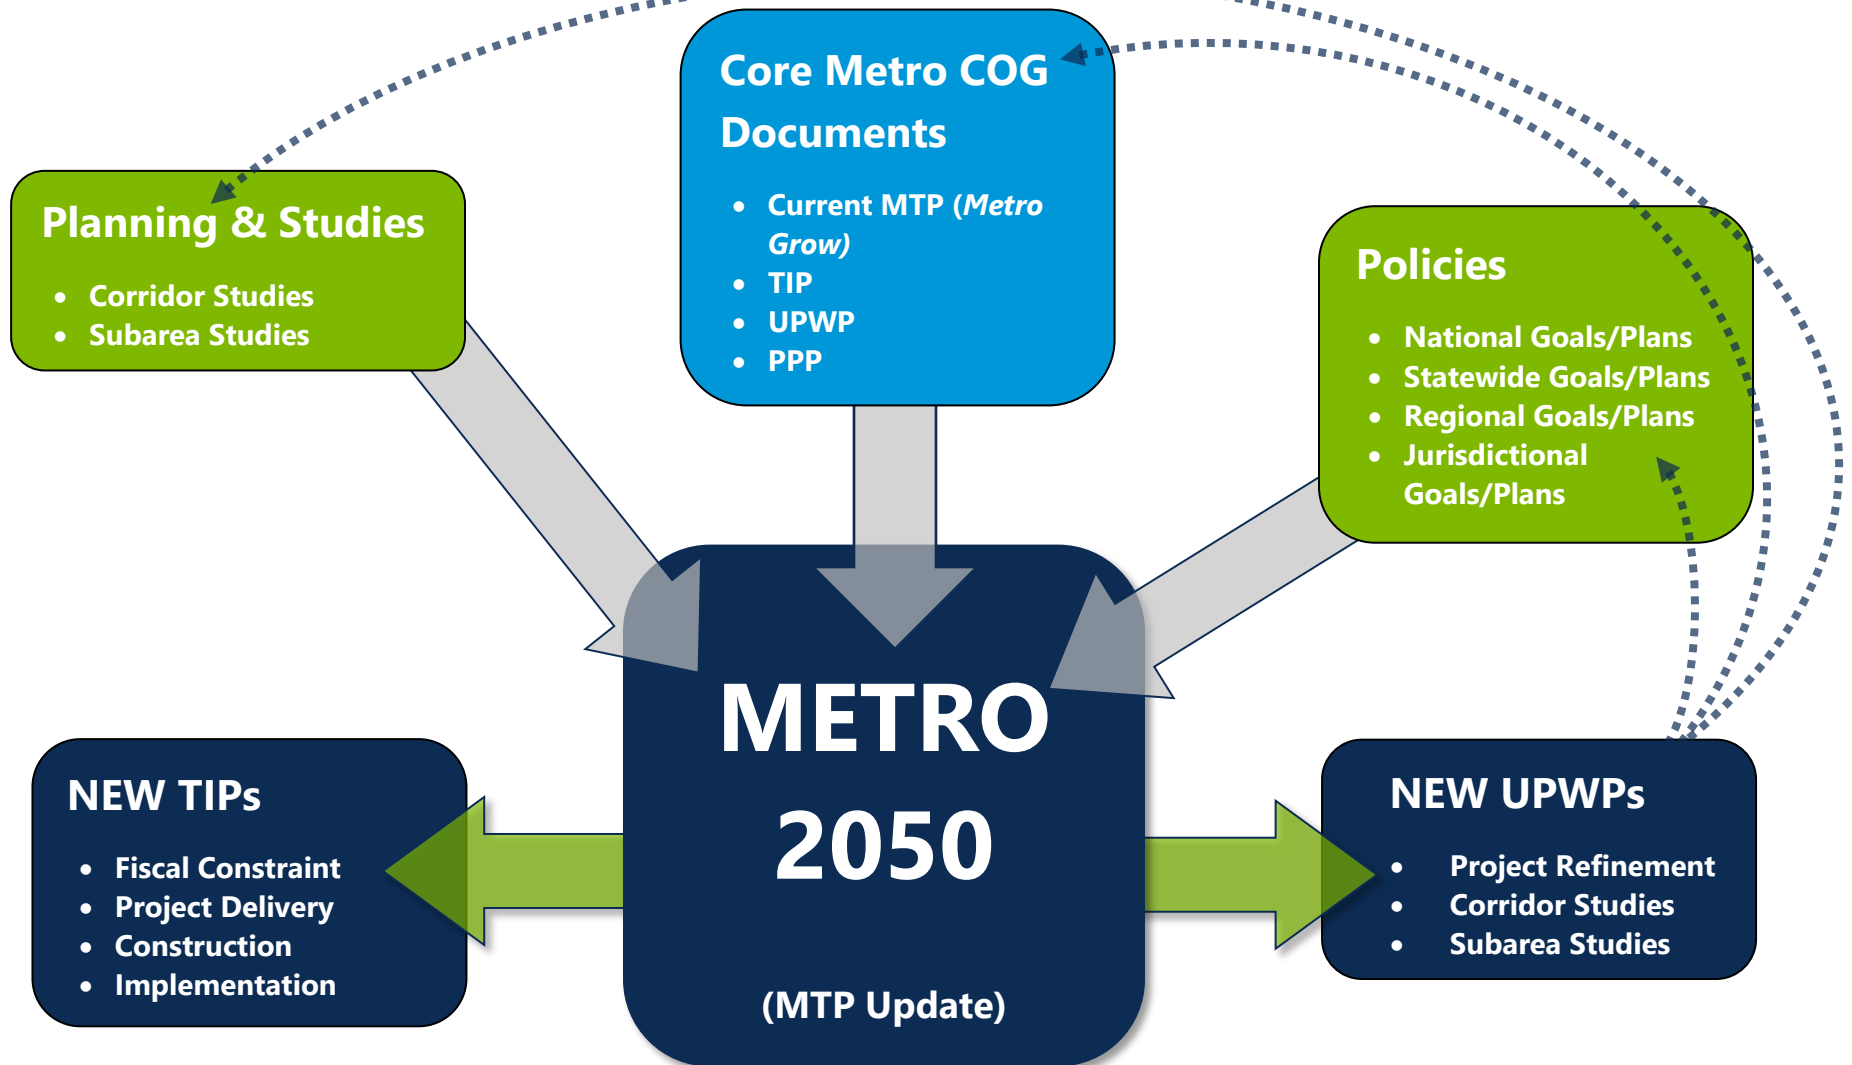 Core Metro COG
Documents
• Current MTP (Metro
Grow)
• TIP
• UPWP
• PPP
Planning & Studies
• Corridor Studies
• Subarea Studies
Policies
• National Goals/Plans
• Statewide Goals/Plans
• Regional Goals/Plans
• Jurisdictional
Goals/Plans
METRO
2050
(MTP Update)
NEW TIPs
• Fiscal Constraint
• Project Delivery
• Construction
• Implementation
NEW UPWPs
• Project Refinement
• Corridor Studies
• Subarea Studies